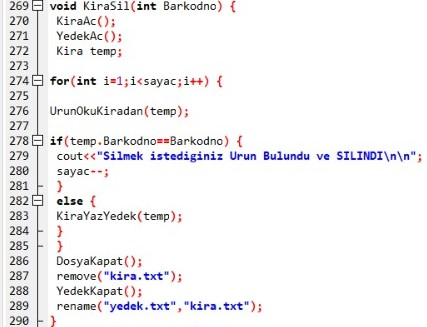 269 void KiraSil(int Barkodno) {
270 KiraAc();
271 YedekAc();
272 Kira temp;
273
274 for(int i=1;i<sayac;i++) {
275
276 UrunOkuKiradan(temp);
277
278 if(temp.Barkodno==Barkodno) {
279 cout<<"Silmek istediginiz Urun Bulundu ve SILINDI\n\n";
280 sayac--;
281 }
282 else {
283 KiraYazYedek(temp);
284 }
285 }
286 DosyaKapat();
287 remove("kira.txt");
288 YedekKapat();
289 rename("yedek.txt","kira.txt");
290 }